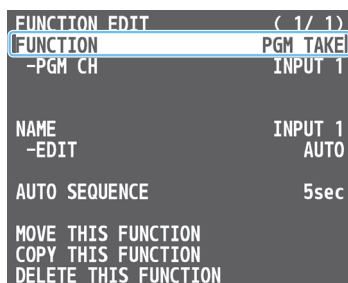 FUNCTION EDIT ( 1/ 1)
FUNCTION PGM TAKE
-PGM CH INPUT 1
NAME INPUT 1
-EDIT AUTO
AUTO SEQUENCE 5sec
MOVE THIS FUNCTION
COPY THIS FUNCTION
DELETE THIS FUNCTION